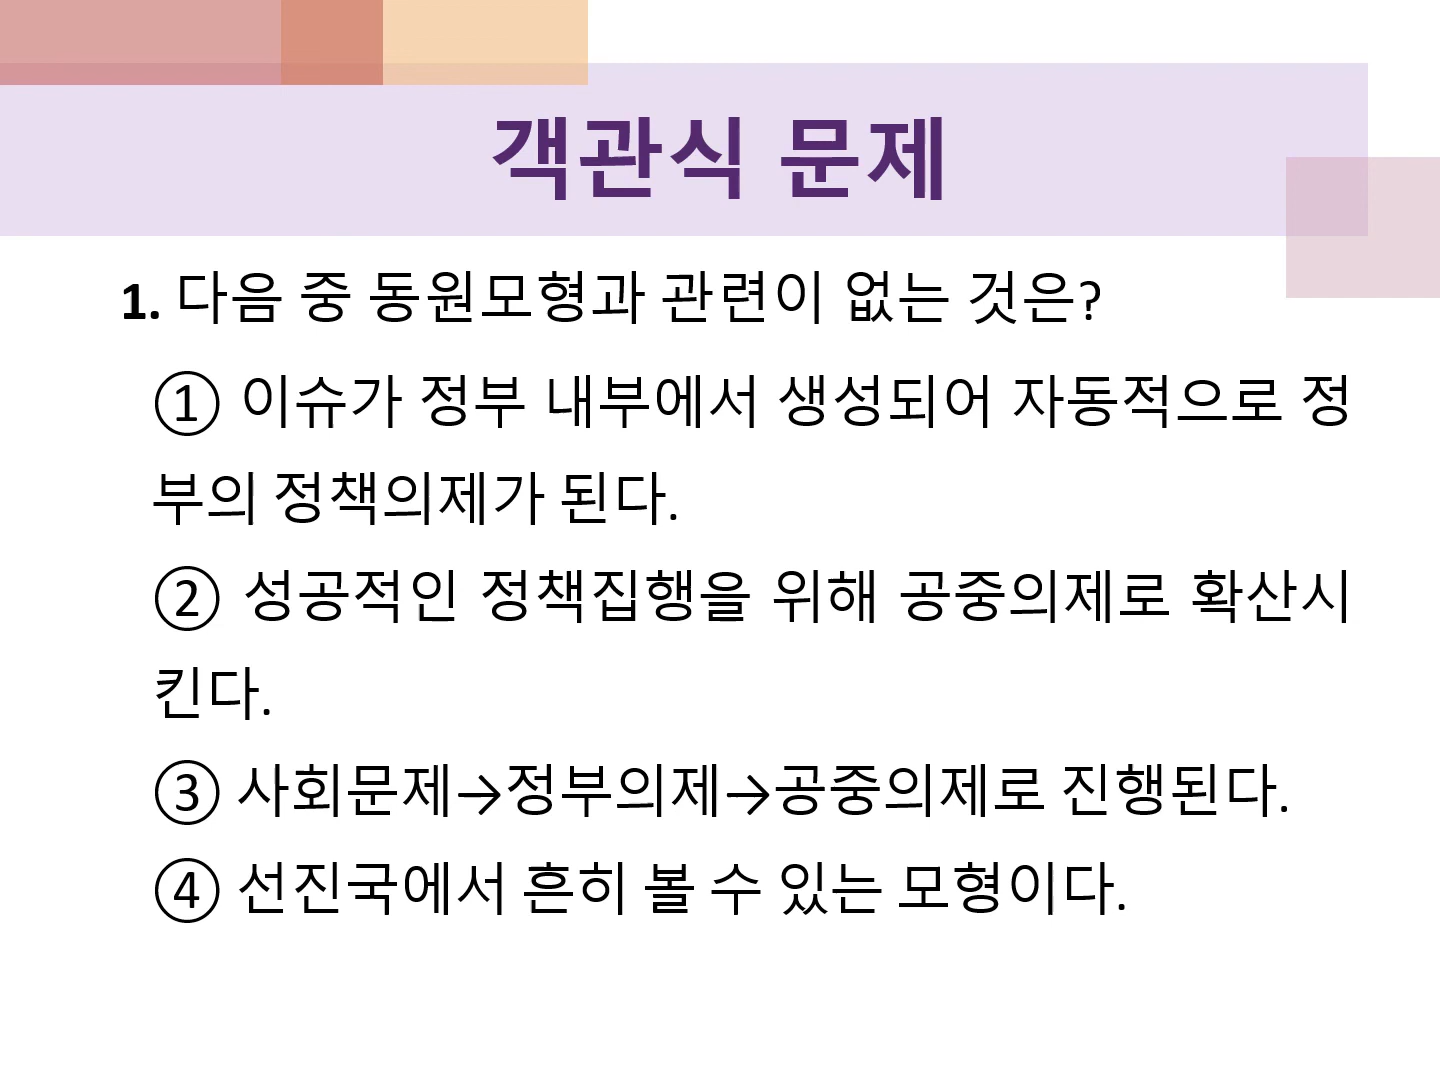 객관식 문제
1. 다음 중 동원모형과 관련이 없는 것은?
① 이슈가 정부 내부에서 생성되어 자동적으로 정
부의 정책의제가 된다.
② 성공적인 정책집행을 위해 공중의제로 확산시
킨다.
③ 사회문제→정부의제→공중의제로 진행된다.
④ 선진국에서 흔히 볼 수 있는 모형이다.